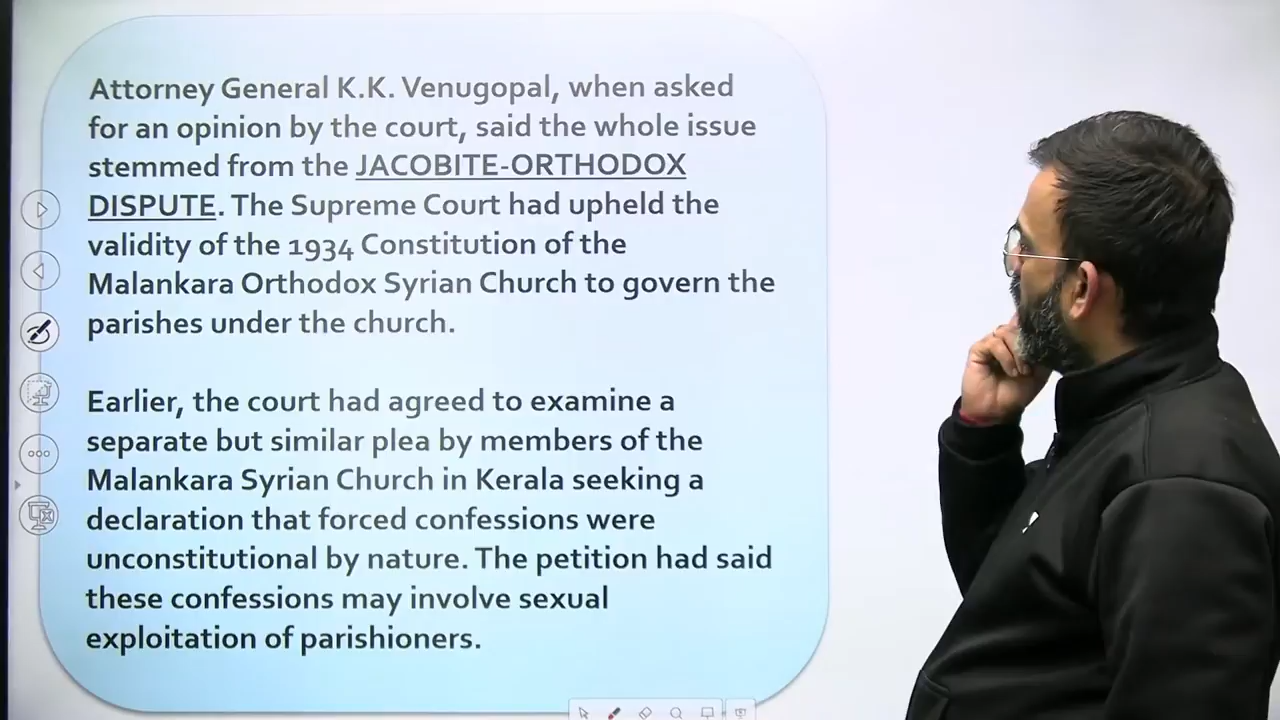 Attorney General K.K. Venugopal, when asked
for an opinion by the court, said the whole issue
stemmed from the JACOBITE-ORTHODOX
DISPUTE. The Supreme Court had upheld the
validity of the 1934 Constitution of the
Malankara Orthodox Syrian Church to govern the
parishes under the church.
Earlier, the court had agreed to examine a
separate but similar plea by members of the
Malankara Syrian Church in Kerala seeking a
declaration that forced confessions were
unconstitutional by nature. The petition had said
these confessions may involve sexual
exploitation of parishioners.